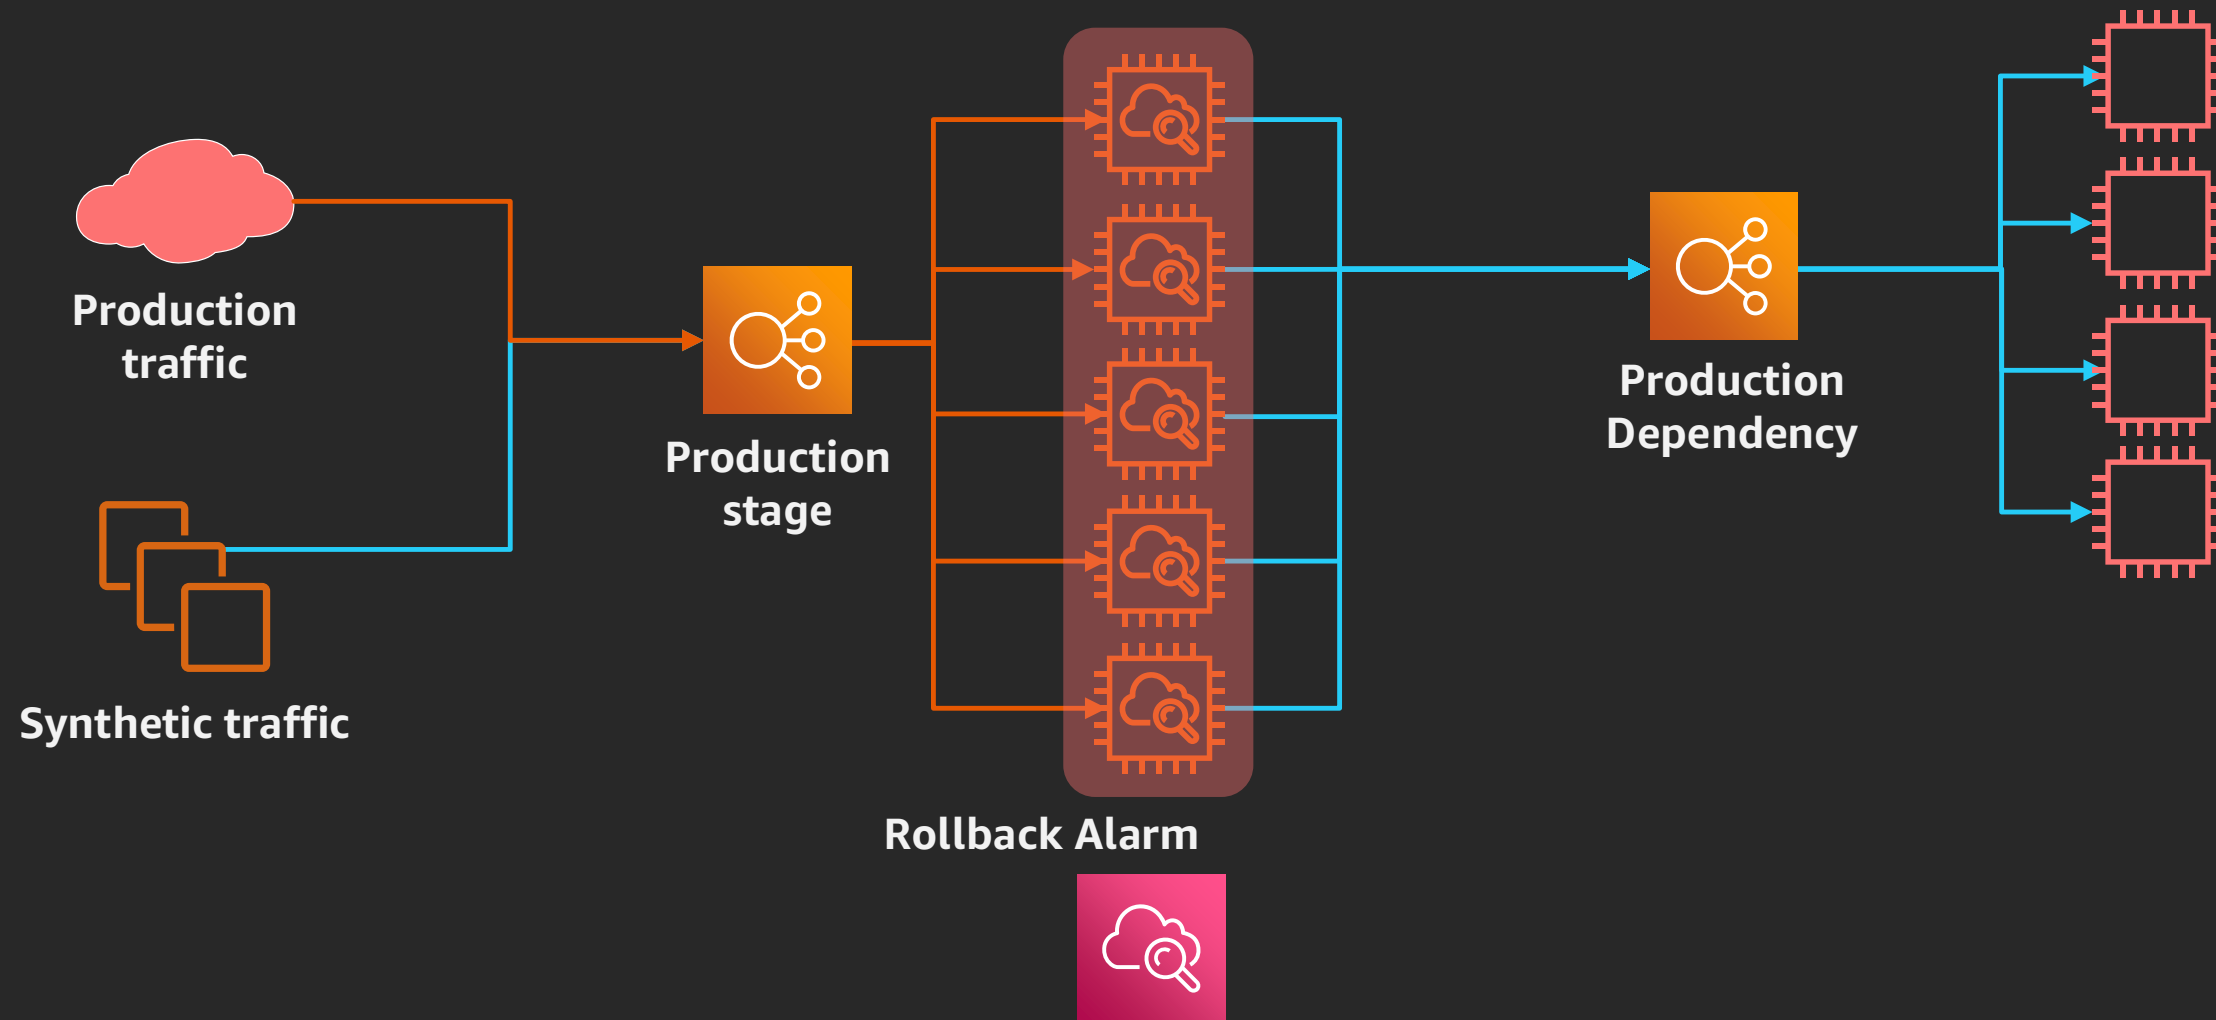 Production
traffic
Synthetic traffic
Production
stage
Rollback Alarm
Production
Dependency